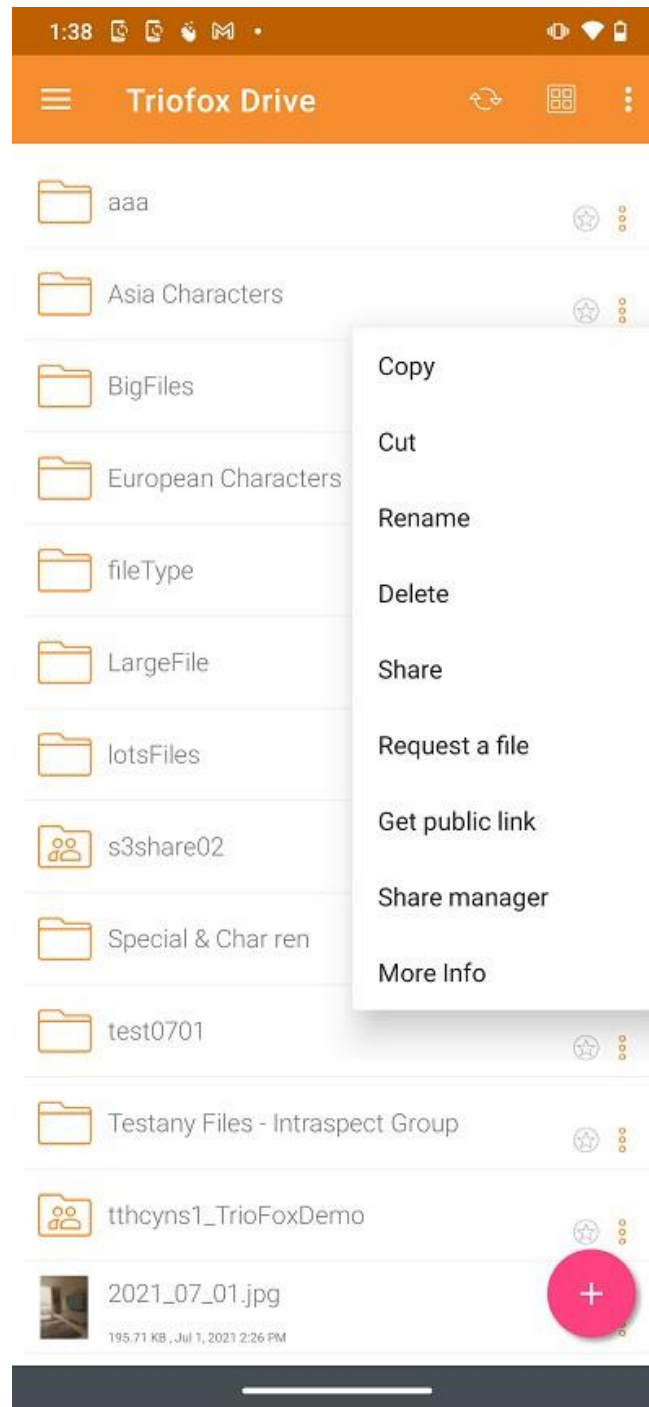 1:38
Triofox Drive
aaa
Asia Characters
BigFiles
European Characters
fileType
LargeFile
lotsFiles
s3share02
Special & Char ren
test0701
Testany Files - Intraspect Group
tthcyns1_TrioFoxDemo
2021_07_01.jpg
195.71 KB , Jul 1, 2021 2:26 PM
Copy
Cut
Rename
Delete
Share
Request a file
Get public link
Share manager
More Info